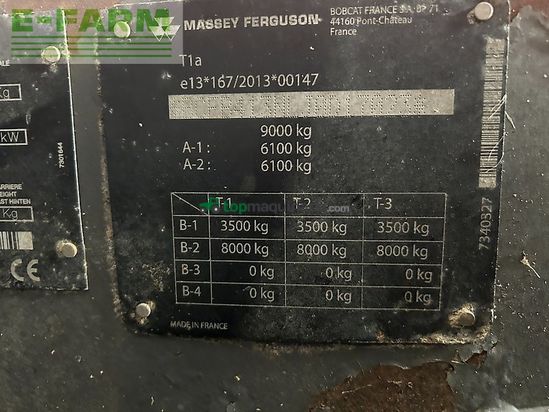 E-FARM
MASSEY FERGUSON
BOBCAT FRANCE S.A. BP 71
44160 Pont-Château
France
T1a
e13*167/2013*00147
9000 kg
A-1: 6100 kg
A-2: 6100 kg
T-1 T-2 T-3
B-1 3500 kg 3500 kg 3500 kg
B-2 8000 kg 8000 kg 8000 kg
B-3 0 kg 0 kg 0 kg
B-4 0 kg 0 kg 0 kg
MADE IN FRANCE
7340327
Kg
kW
7301644
Kg
CE